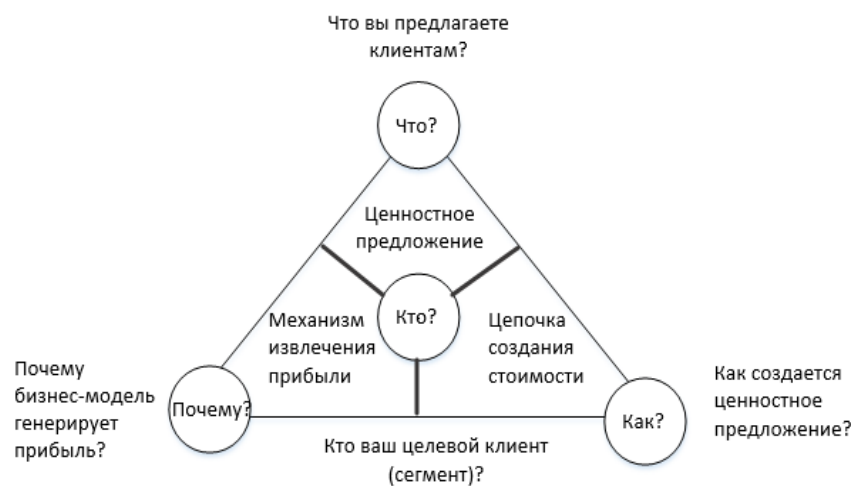 Что вы предлагаете
клиентам?
Что?
Ценностное
предложение
Кто?
Механизм
извлечения
прибыли
Цепочка
создания
стоимости
Почему
бизнес-модель
генерирует
прибыль?
Почему?
Как?
Как создается
ценностное
предложение?
Кто ваш целевой клиент
(сегмент)?